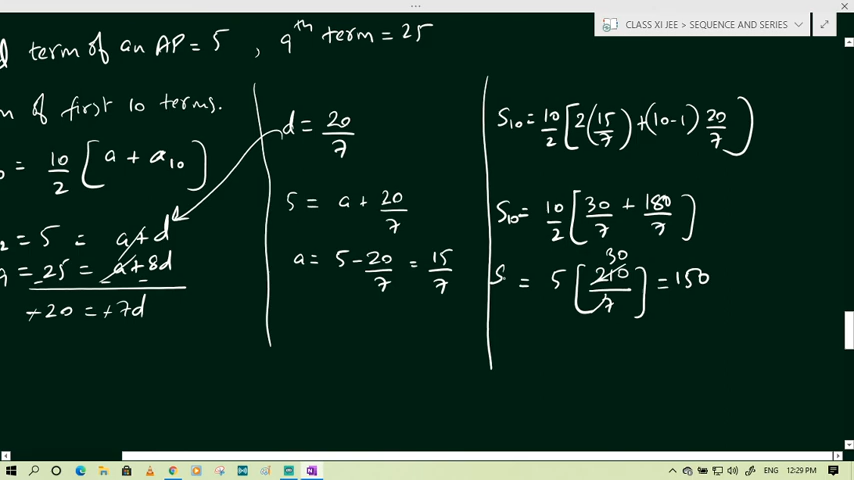 CLASS XI JEE > SEQUENCE AND SERIES
d term of an AP = 5 , 9th term = 25
m of first 10 terms.
= 10/2 [a + a10]
2 = 5 = a+d
9 = 25 = a+8d
+20 = +7d
d = 20/7
5 = a + 20/7
a = 5 - 20/7 = 15/7
S10 = 10/2 [2(15/7) + (10-1) 20/7]
S10 = 10/2 [30/7 + 180/7]
30
S = 5 [210/7] = 150
ENG 12:29 PM